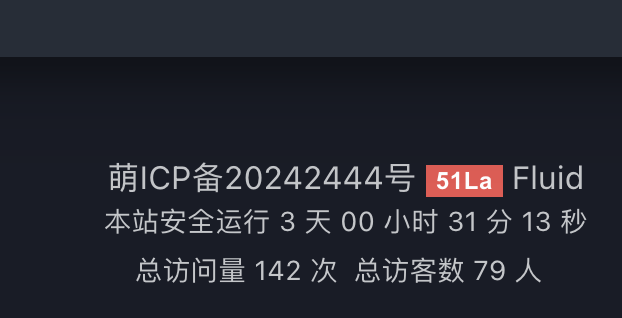 萌ICP备20242444号 51La Fluid
本站安全运行 3 天 00 小时 31 分 13 秒
总访问量 142 次 总访客数 79 人